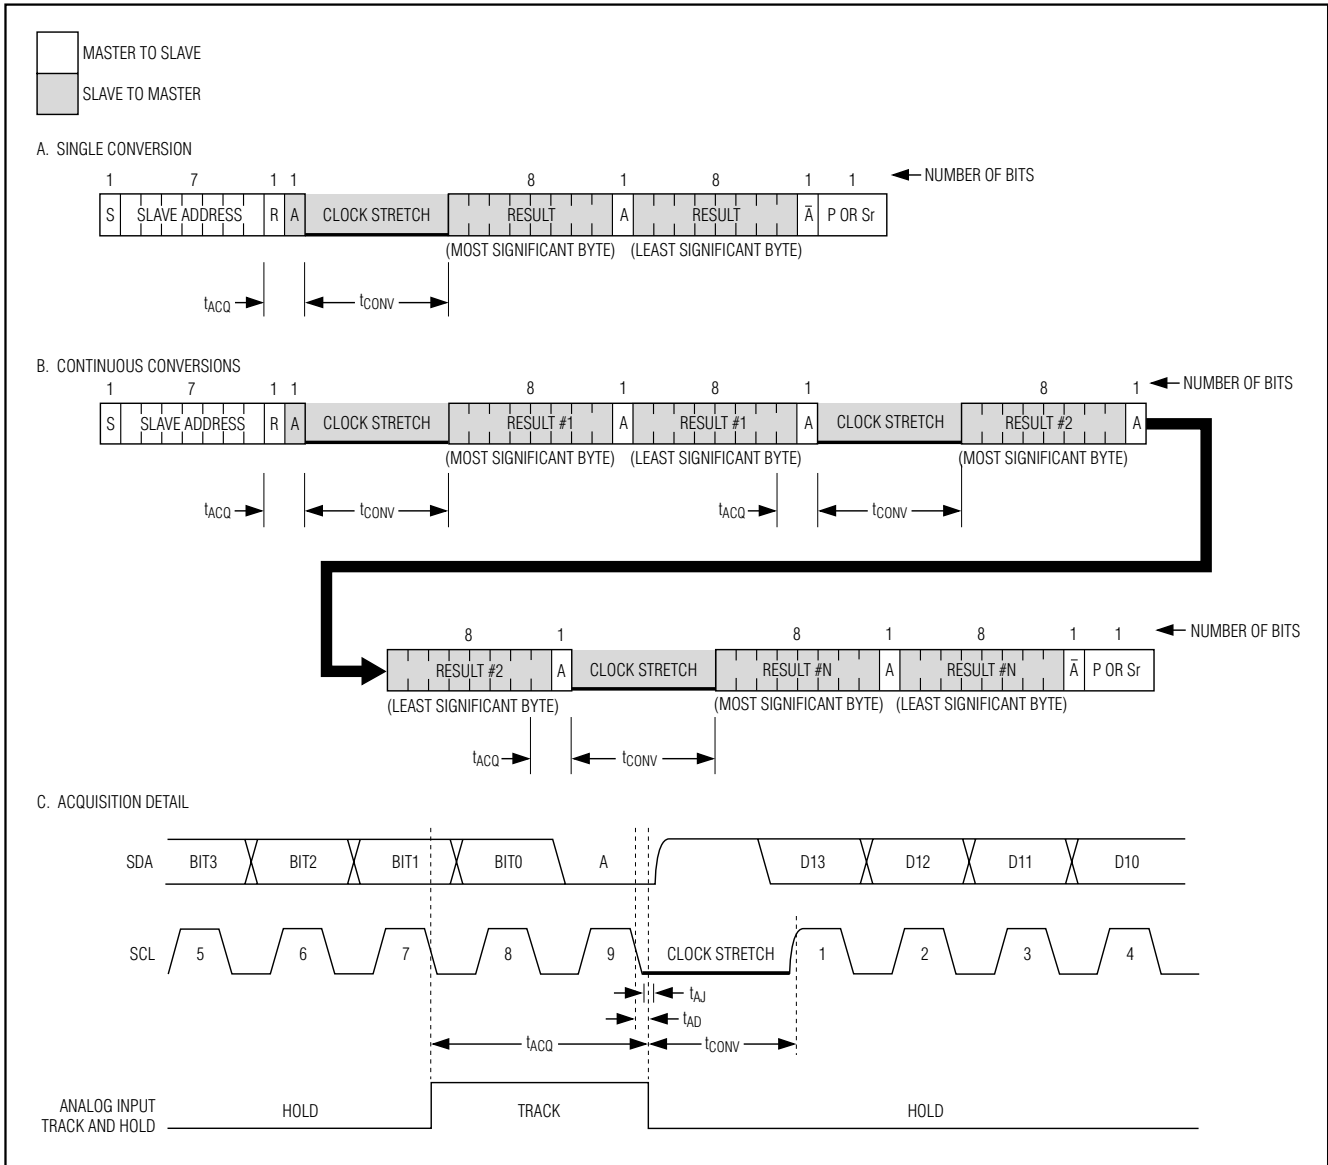 MASTER TO SLAVE
SLAVE TO MASTER
A. SINGLE CONVERSION
1 7 1 1 8 1 8 1 1 NUMBER OF BITS
S SLAVE ADDRESS R A CLOCK STRETCH RESULT A RESULT A̅ P OR Sr
(MOST SIGNIFICANT BYTE) (LEAST SIGNIFICANT BYTE)
tACQ tCONV
B. CONTINUOUS CONVERSIONS
1 7 1 1 8 1 8 1 8 1 NUMBER OF BITS
S SLAVE ADDRESS R A CLOCK STRETCH RESULT #1 A RESULT #1 A CLOCK STRETCH RESULT #2 A
(MOST SIGNIFICANT BYTE) (LEAST SIGNIFICANT BYTE) (MOST SIGNIFICANT BYTE)
tACQ tCONV tACQ tCONV
8 1 8 1 8 1 1 NUMBER OF BITS
RESULT #2 A CLOCK STRETCH RESULT #N A RESULT #N A̅ P OR Sr
(LEAST SIGNIFICANT BYTE) (MOST SIGNIFICANT BYTE) (LEAST SIGNIFICANT BYTE)
tACQ tCONV
C. ACQUISITION DETAIL
SDA BIT3 BIT2 BIT1 BIT0 A D13 D12 D11 D10
SCL 5 6 7 8 9 CLOCK STRETCH 1 2 3 4
tAJ
tAD
tACQ tCONV
ANALOG INPUT
TRACK AND HOLD
HOLD TRACK HOLD